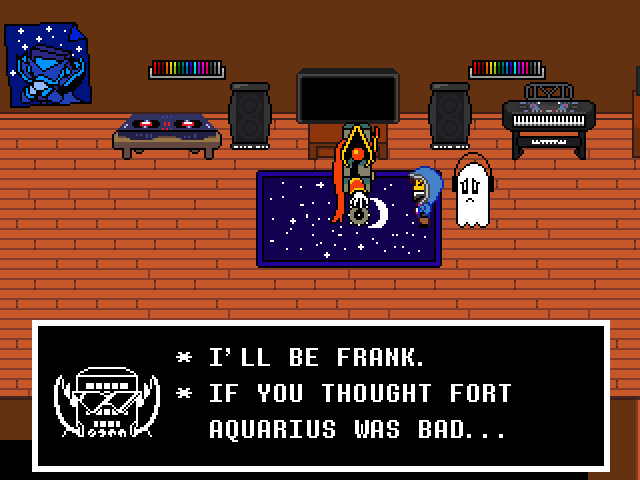 * I'LL BE FRANK.
* IF YOU THOUGHT FORT
AQUARIUS WAS BAD...